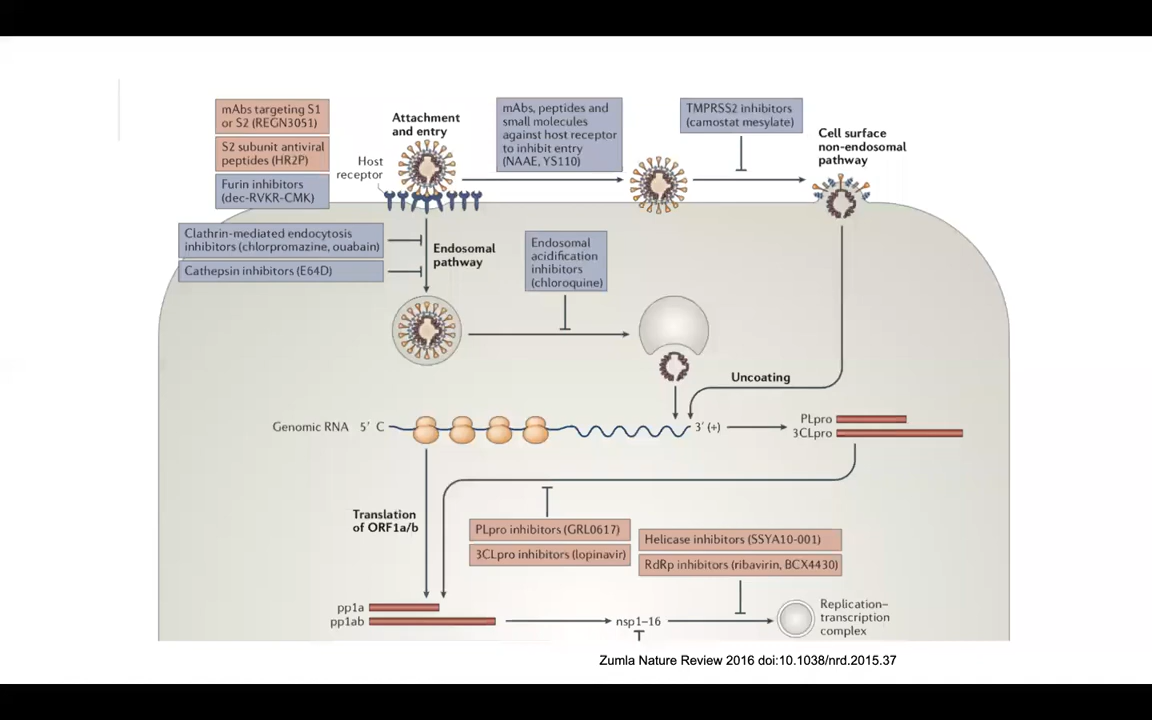 mAbs targeting S1
or S2 (REGN3051)
S2 subunit antiviral
peptides (HR2P)
Furin inhibitors
(dec-RVKR-CMK)
Attachment
and entry
Host
receptor
mAbs, peptides and
small molecules
against host receptor
to inhibit entry
(NAAE, YS110)
TMPRSS2 inhibitors
(camostat mesylate)
Cell surface
non-endosomal
pathway
Clathrin-mediated endocytosis
inhibitors (chlorpromazine, ouabain)
Cathepsin inhibitors (E64D)
Endosomal
pathway
Endosomal
acidification
inhibitors
(chloroquine)
Uncoating
Genomic RNA 5′ C
3′ (+)
PLpro
3CLpro
Translation
of ORF1a/b
PLpro inhibitors (GRL0617)
3CLpro inhibitors (lopinavir)
Helicase inhibitors (SSYA10-001)
RdRp inhibitors (ribavirin, BCX4430)
pp1a
pp1ab
nsp1–16
Replication–
transcription
complex
Zumla Nature Review 2016 doi:10.1038/nrd.2015.37